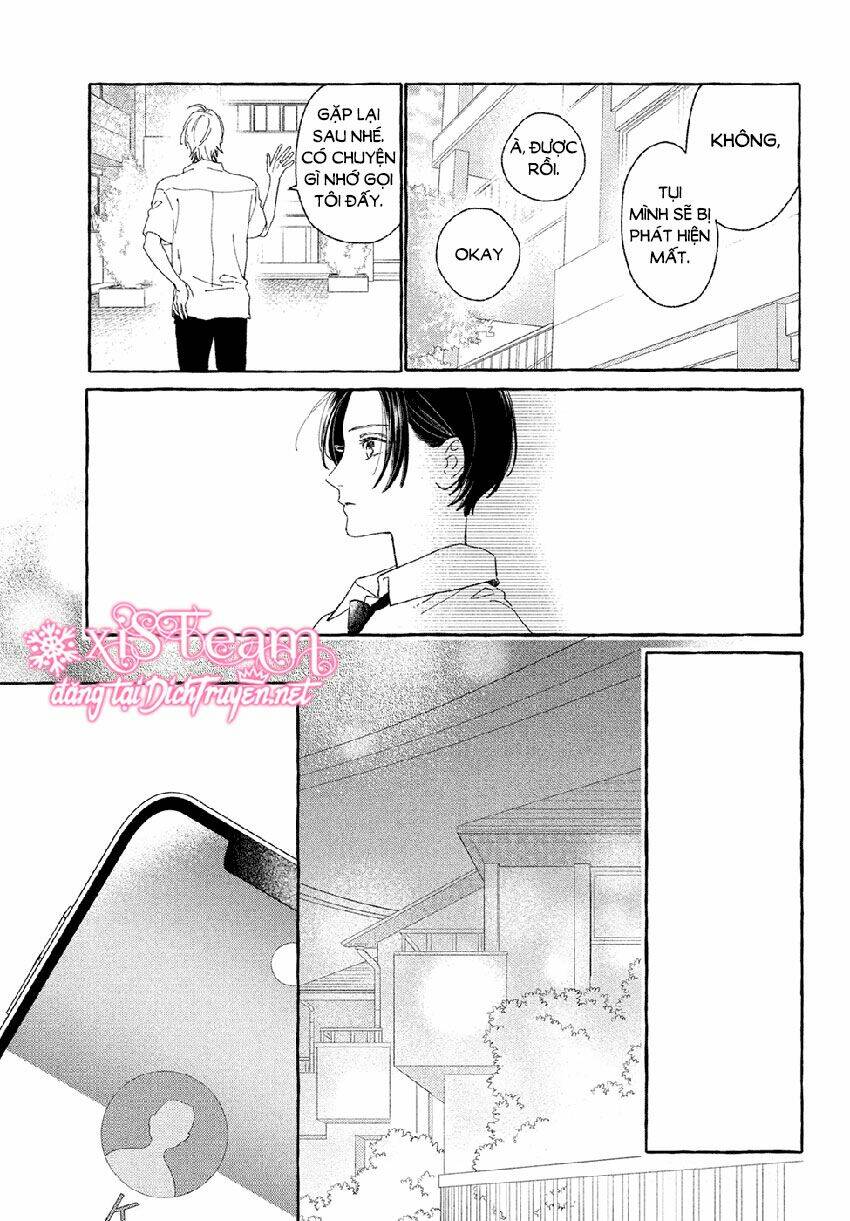 KHÔNG,
TỤI
MÌNH SẼ BỊ
PHÁT HIỆN
MẤT.
À, ĐƯỢC
RỒI.
OKAY
GẶP LẠI
SAU NHÉ.
CÓ CHUYỆN
GÌ NHỚ GỌI
TÔI ĐẤY.
xisTeam
đăng tại DichTruyen.net
K